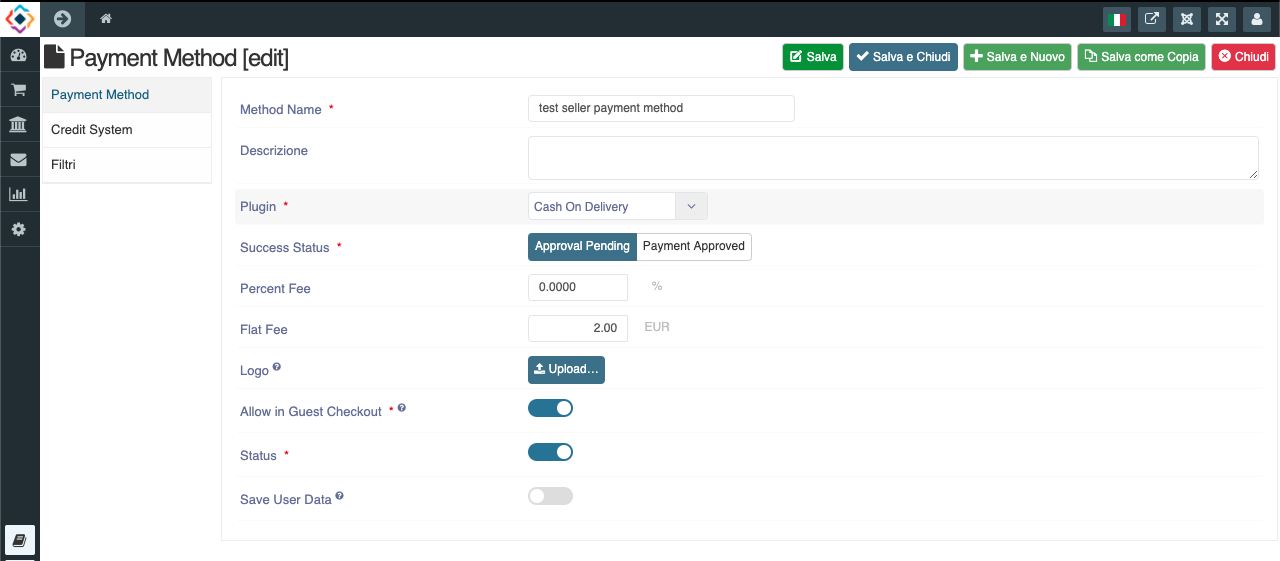 Payment Method [edit]
Salva
Salva e Chiudi
Salva e Nuovo
Salva come Copia
Chiudi
Payment Method
Credit System
Filtri
Method Name *
test seller payment method
Descrizione
Plugin *
Cash On Delivery
Success Status *
Approval Pending
Payment Approved
Percent Fee
0.0000
%
Flat Fee
2.00
EUR
Logo
Upload...
Allow in Guest Checkout *
Status *
Save User Data